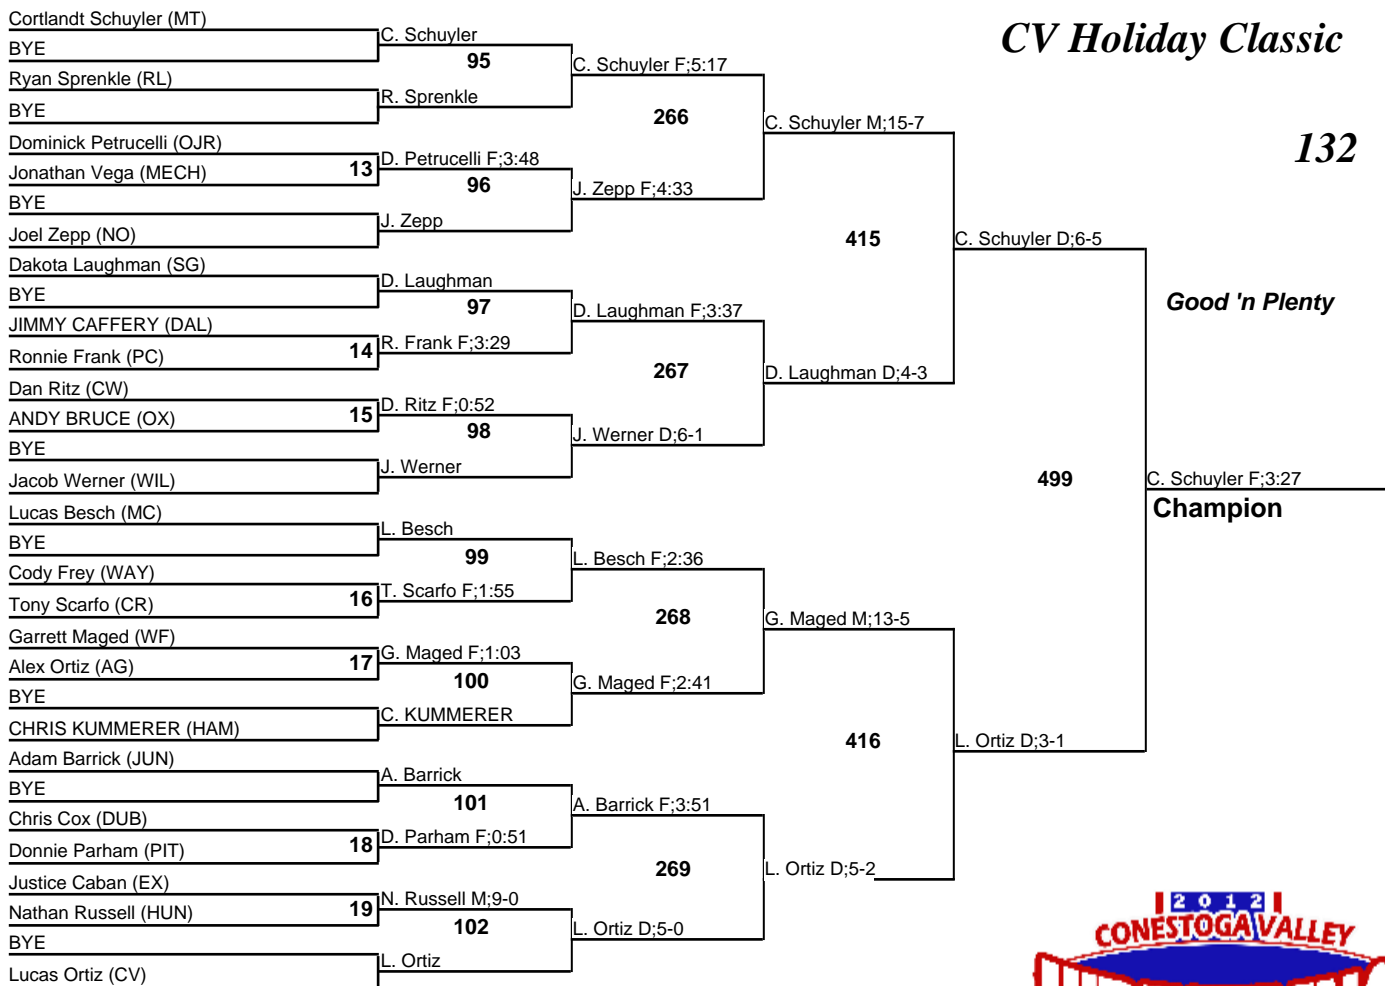 Cortlandt Schuyler (MT)
BYE
Ryan Sprenkle (RL)
BYE
Dominick Petrucelli (OJR)
Jonathan Vega (MECH)
BYE
Joel Zepp (NO)
Dakota Laughman (SG)
BYE
JIMMY CAFFERY (DAL)
Ronnie Frank (PC)
Dan Ritz (CW)
ANDY BRUCE (OX)
BYE
Jacob Werner (WIL)
Lucas Besch (MC)
BYE
Cody Frey (WAY)
Tony Scarfo (CR)
Garrett Maged (WF)
Alex Ortiz (AG)
BYE
CHRIS KUMMERER (HAM)
Adam Barrick (JUN)
BYE
Chris Cox (DUB)
Donnie Parham (PIT)
Justice Caban (EX)
Nathan Russell (HUN)
BYE
Lucas Ortiz (CV)
13
14
15
16
17
18
19
C. Schuyler
95
R. Sprenkle
D. Petrucelli F;3:48
96
J. Zepp
D. Laughman
97
R. Frank F;3:29
D. Ritz F;0:52
98
J. Werner
L. Besch
99
T. Scarfo F;1:55
G. Maged F;1:03
100
C. KUMMERER
A. Barrick
101
D. Parham F;0:51
N. Russell M;9-0
102
L. Ortiz
C. Schuyler F;5:17
266
J. Zepp F;4:33
D. Laughman F;3:37
267
J. Werner D;6-1
L. Besch F;2:36
268
G. Maged F;2:41
A. Barrick F;3:51
269
L. Ortiz D;5-0
C. Schuyler M;15-7
415
D. Laughman D;4-3
G. Maged M;13-5
416
L. Ortiz D;5-2
C. Schuyler D;6-5
499
L. Ortiz D;3-1
C. Schuyler F;3:27
Champion
CV Holiday Classic
132
Good 'n Plenty
2012
CONESTOGA VALLEY